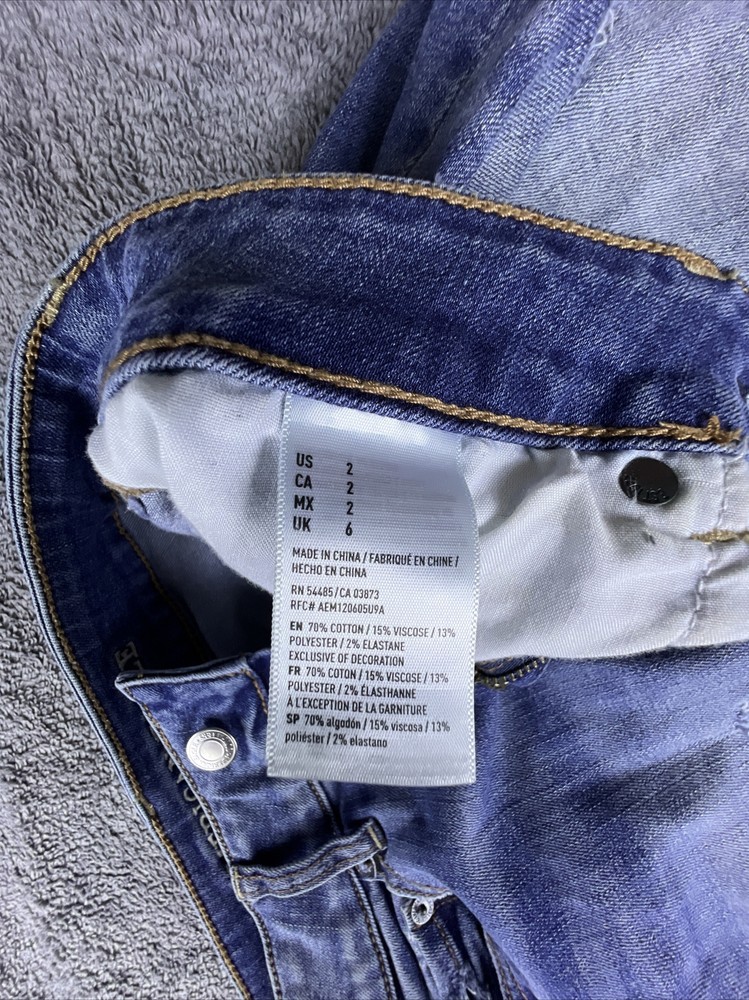 US 2
CA 2
MX 2
UK 6
MADE IN CHINA / FABRIQUÉ EN CHINE /
HECHO EN CHINA
RN 54485/CA 03873
RFC# AEM120605U9A
EN 70% COTTON / 15% VISCOSE / 13%
POLYESTER / 2% ELASTANE
EXCLUSIVE OF DECORATION
FR 70% COTON / 15% VISCOSE / 13%
POLYESTER / 2% ÉLASTHANNE
À L'EXCEPTION DE LA GARNITURE
SP 70% algodón / 15% viscosa / 13%
poliéster / 2% elastano